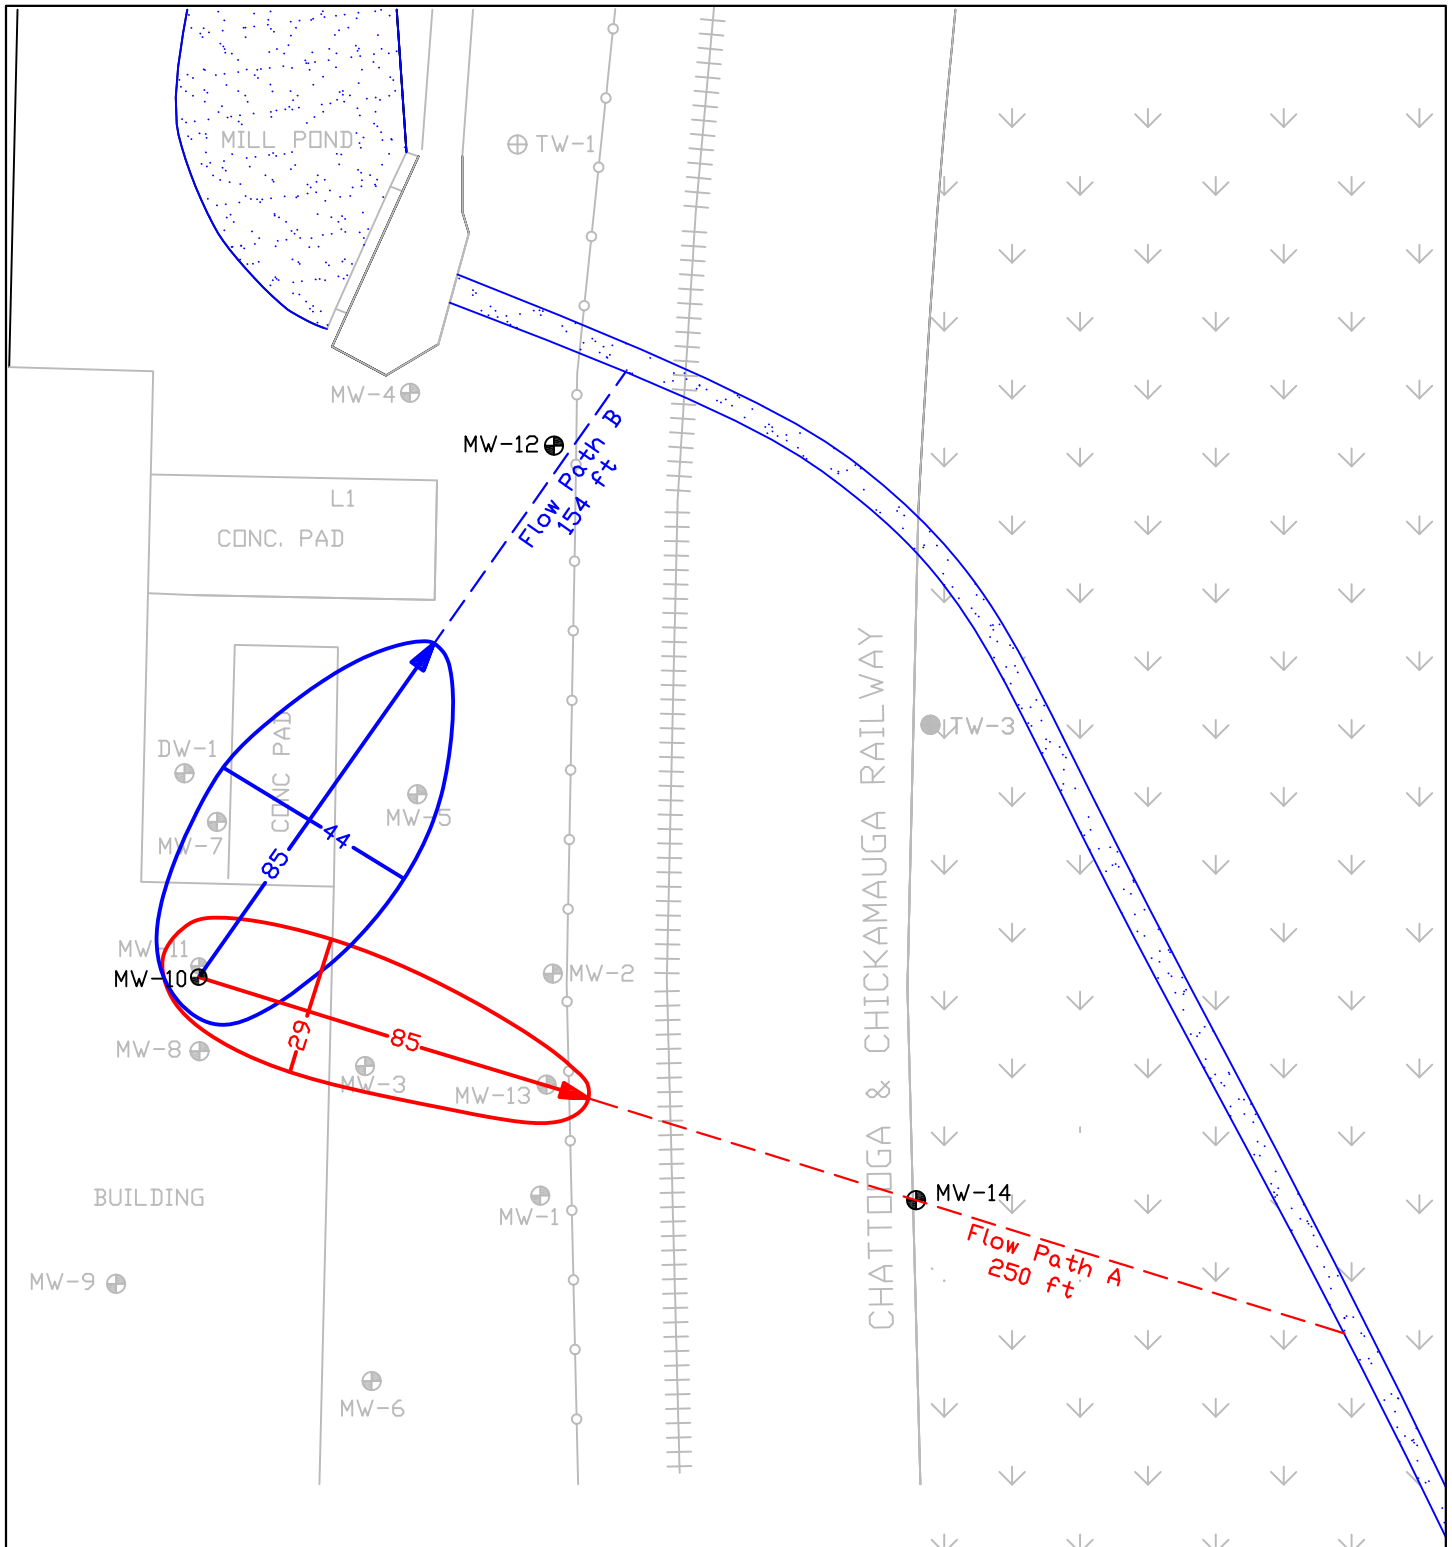 MILL POND
TW-1
MW-4
MW-12
Flow Path B
154 ft
L1
CONC. PAD
CHATTOOGA & CHICKAMAUGA RAILWAY
TW-3
DW-1
CONC PAD
MW-5
MW-7
44
85
MW-11
MW-10
MW-2
MW-8
29
85
MW-3
MW-13
MW-14
BUILDING
MW-1
Flow Path A
250 ft
MW-9
MW-6